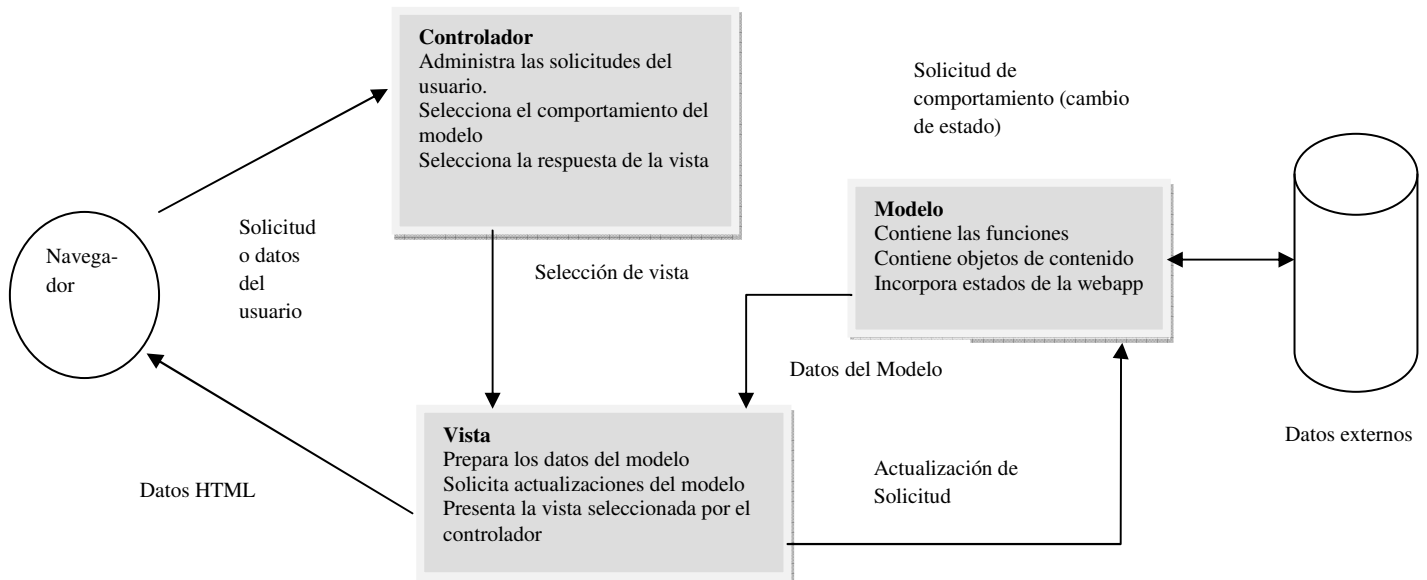 Controlador
Administra las solicitudes del
usuario.
Selecciona el comportamiento del
modelo
Selecciona la respuesta de la vista
Solicitud de
comportamiento (cambio
de estado)
Modelo
Contiene las funciones
Contiene objetos de contenido
Incorpora estados de la webapp
Navega-
dor
Solicitud
o datos
del
usuario
Selección de vista
Datos del Modelo
Datos externos
Vista
Prepara los datos del modelo
Solicita actualizaciones del modelo
Presenta la vista seleccionada por el
controlador
Datos HTML
Actualización de
Solicitud